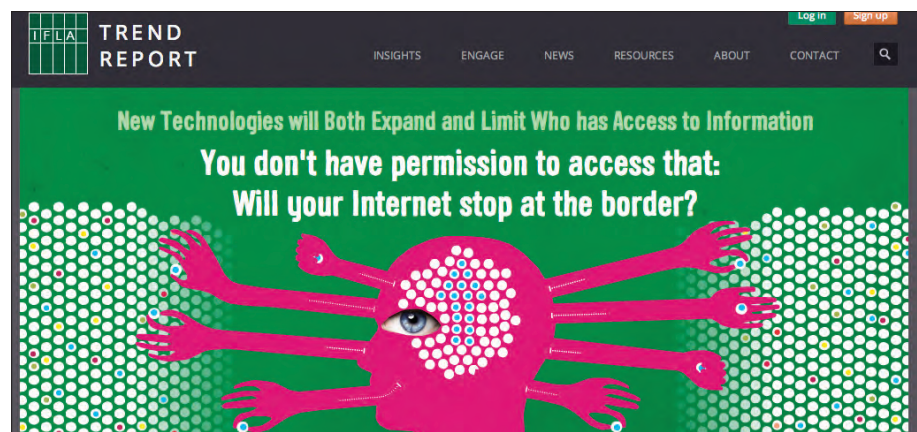 Log in Sign up
IFLA TREND
REPORT
INSIGHTS ENGAGE NEWS RESOURCES ABOUT CONTACT
New Technologies will Both Expand and Limit Who has Access to Information
You don't have permission to access that:
Will your Internet stop at the border?